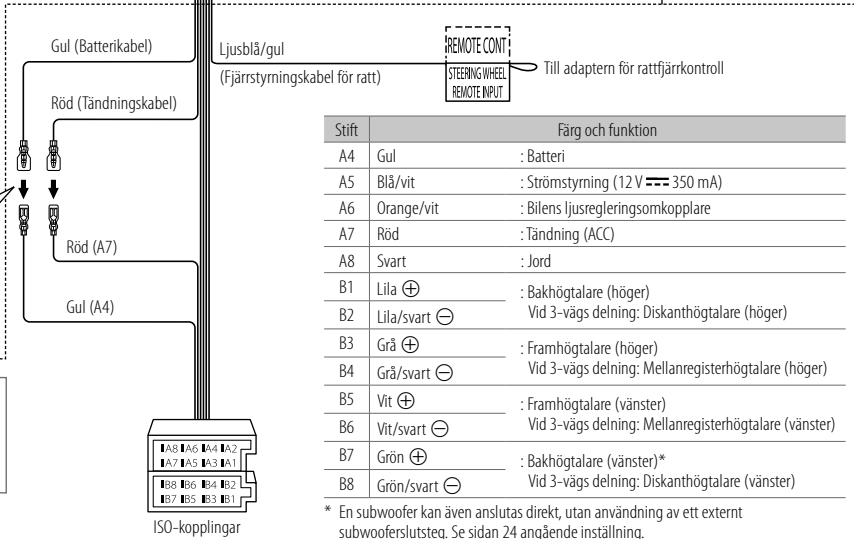 Gul (Batterikabel)
Röd (Tändningskabel)
Ljusblå/gul
(Fjärrstyrningskabel för ratt)
REMOTE CONT
STEERING WHEEL
REMOTE INPUT
Till adaptern för rattfjärrkontroll
Röd (A7)
Gul (A4)
A8 A6 A4 A2
A7 A5 A3 A1
B8 B6 B4 B2
B7 B5 B3 B1
ISO-kopplingar
Stift Färg och funktion
A4 Gul : Batteri
A5 Blå/vit : Strömstyrning (12 V ⎓ 350 mA)
A6 Orange/vit : Bilens ljusregleringsomkopplare
A7 Röd : Tändning (ACC)
A8 Svart : Jord
B1 Lila ⊕ : Bakhögtalare (höger)
B2 Lila/svart ⊖ Vid 3-vägs delning: Diskanthögtalare (höger)
B3 Grå ⊕ : Framhögtalare (höger)
B4 Grå/svart ⊖ Vid 3-vägs delning: Mellanregisterhögtalare (höger)
B5 Vit ⊕ : Framhögtalare (vänster)
B6 Vit/svart ⊖ Vid 3-vägs delning: Mellanregisterhögtalare (vänster)
B7 Grön ⊕ : Bakhögtalare (vänster)*
B8 Grön/svart ⊖ Vid 3-vägs delning: Diskanthögtalare (vänster)
* En subwoofer kan även anslutas direkt, utan användning av ett externt
subwooferslutsteg. Se sidan 24 angående inställning.